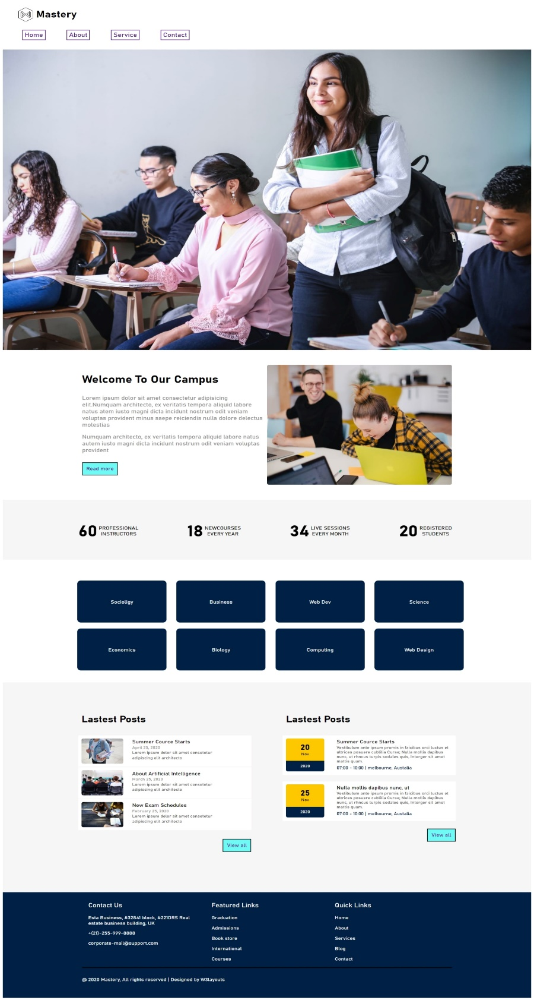 Mastery
Home About Service Contact
Welcome To Our Campus
Lorem ipsum dolor sit amet consectetur adipisicing
elit.Numquam architecto, ex veritatis tempora aliquid labore
natus atem iusto magni dicta incidunt nostrum odit veniam
voluptas provident minus saepe reiciendis nulla dolore delectus
molestias
Numquam architecto, ex veritatis tempora aliquid labore natus
autem iusto magni dicta incidunt nostrum odit veniam voluptas
provident
Read more
60 PROFESSIONAL
INSTRUCTORS
18 NEWCOURSES
EVERY YEAR
34 LIVE SESSIONS
EVERY MONTH
20 REGISTERED
STUDENTS
Socioligy Business Web Dev Science
Economics Biology Computing Web Design
Lastest Posts
Summer Cource Starts
April 25, 2020
Lorem ipsum dolor sit amet consetetur
adipiscing elit architecto
About Artificial Intelligence
March 25, 2020
Lorem ipsum dolor sit amet consetetur
adipiscing elit architecto
New Exam Schedules
February 25, 2020
Lorem ipsum dolor sit amet consetetur
adipiscing elit architecto
View all
Lastest Posts
20
Nov
2020
Summer Cource Starts
Vestibulum ante ipsum promis in faicibus orci luctus et
ultrices posuere cublilia Curae; Nulla mollis dapibus
nunc, ut rhncus turpis sodales quis, Interger sit amet
mattis quam.
07:00 - 10:00 | melbourne, Austalia
25
Nov
2020
Nulla mollis dapibus nunc, ut
Vestibulum ante ipsum promis in faicibus orci luctus et
ultrices posuere cublilia Curae; Nulla mollis dapibus
nunc, ut rhncus turpis sodales quis, Interger sit amet
mattis quam.
07:00 - 10:00 | melbourne, Austalia
View all
Contact Us
Esta Business, #32841 block, #221DRS Real
estate business building, UK
+(21)-255-999-8888
corporate-mail@support.com
Featured Links
Graduation
Admissions
Book store
International
Courses
Quick Links
Home
About
Services
Blog
Contact
@ 2020 Mastery, All rights reserved | Designed by W3layouts